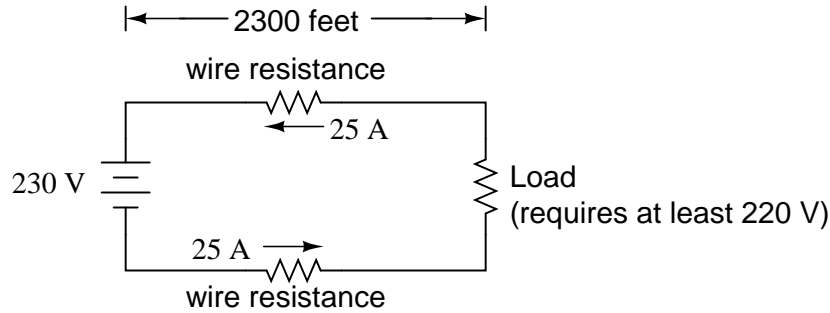 2300 feet
wire resistance
25 A
230 V
Load
(requires at least 220 V)
25 A
wire resistance